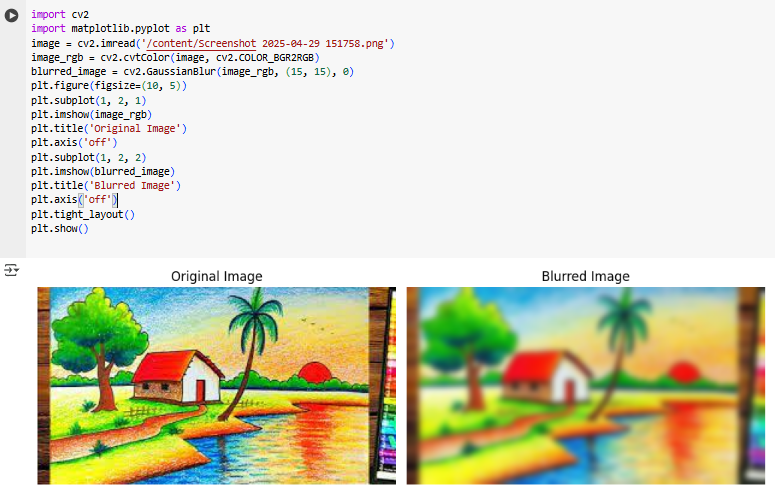 import cv2
import matplotlib.pyplot as plt
image = cv2.imread('/content/Screenshot 2025-04-29 151758.png')
image_rgb = cv2.cvtColor(image, cv2.COLOR_BGR2RGB)
blurred_image = cv2.GaussianBlur(image_rgb, (15, 15), 0)
plt.figure(figsize=(10, 5))
plt.subplot(1, 2, 1)
plt.imshow(image_rgb)
plt.title('Original Image')
plt.axis('off')
plt.subplot(1, 2, 2)
plt.imshow(blurred_image)
plt.title('Blurred Image')
plt.axis('off')
plt.tight_layout()
plt.show()
Original Image
Blurred Image